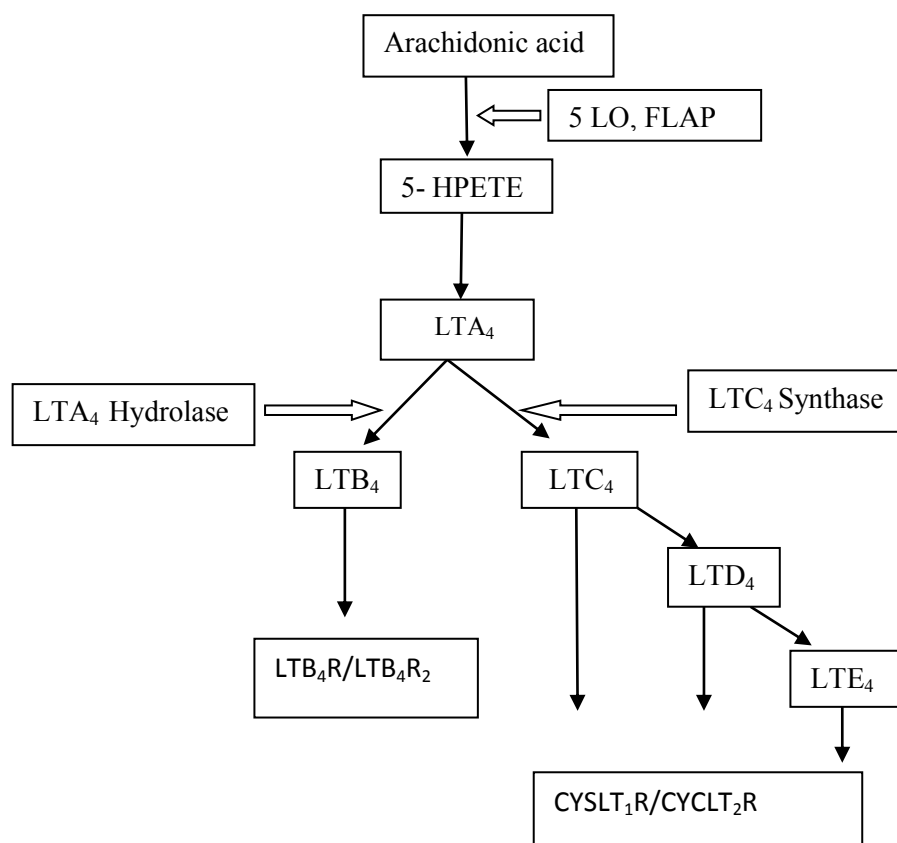 Arachidonic acid
5 LO, FLAP
5- HPETE
LTA₄
LTA₄ Hydrolase
LTC₄ Synthase
LTB₄
LTC₄
LTD₄
LTB₄R/LTB₄R₂
LTE₄
CYSLT₁R/CYCLT₂R